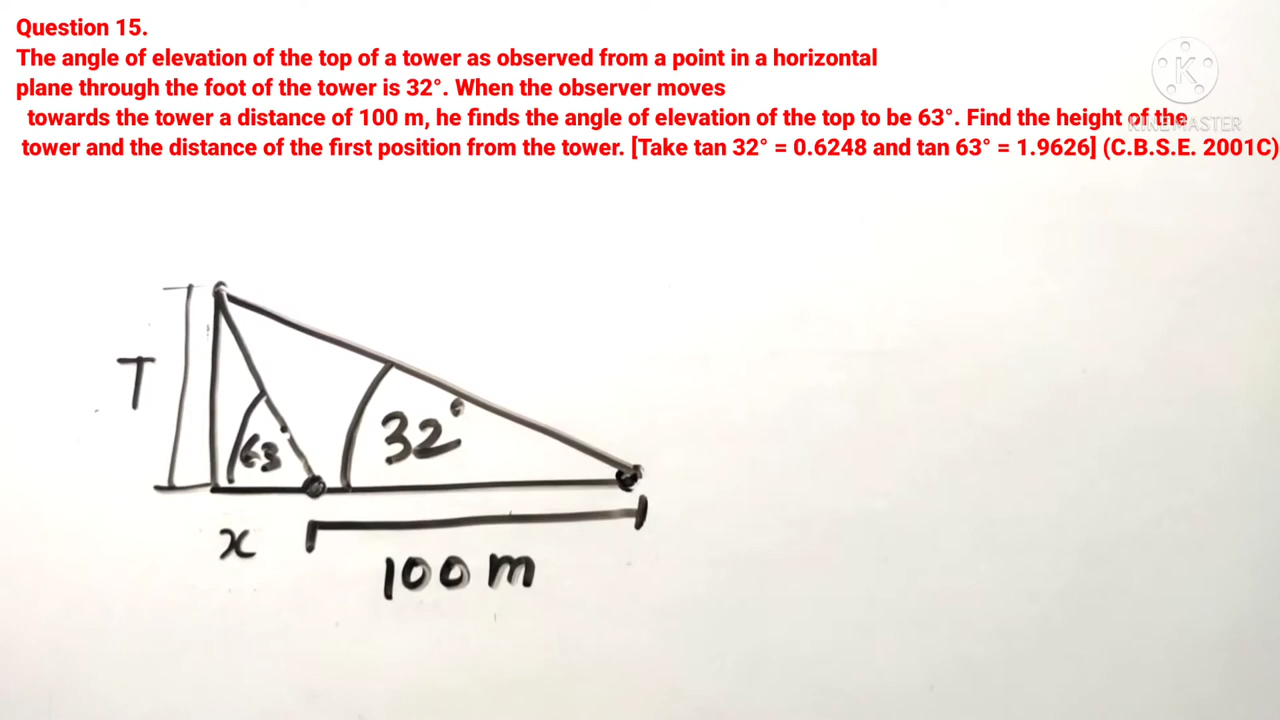 Question 15.
The angle of elevation of the top of a tower as observed from a point in a horizontal
plane through the foot of the tower is 32°. When the observer moves
towards the tower a distance of 100 m, he finds the angle of elevation of the top to be 63°. Find the height of the
tower and the distance of the first position from the tower. [Take tan 32° = 0.6248 and tan 63° = 1.9626] (C.B.S.E. 2001C)
K
KINEMASTER
T
63°
32°
x
100 m